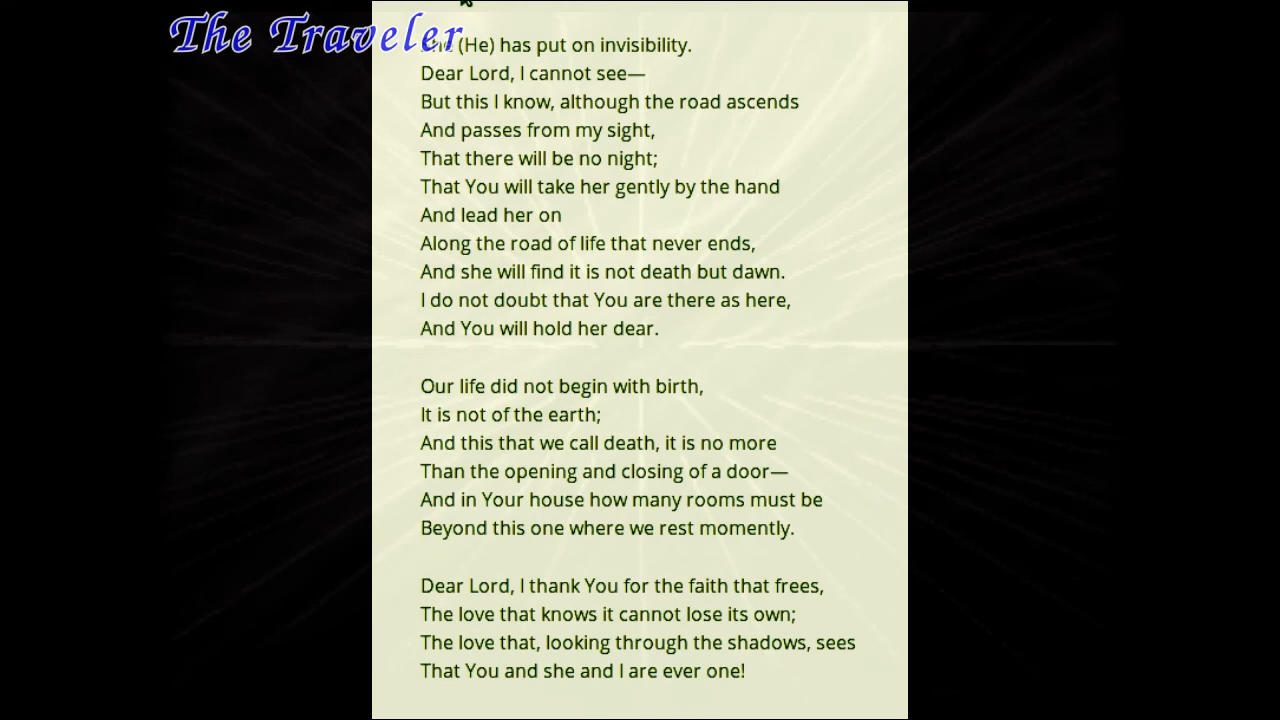 The Traveler
She (He) has put on invisibility.
Dear Lord, I cannot see—
But this I know, although the road ascends
And passes from my sight,
That there will be no night;
That You will take her gently by the hand
And lead her on
Along the road of life that never ends,
And she will find it is not death but dawn.
I do not doubt that You are there as here,
And You will hold her dear.
Our life did not begin with birth,
It is not of the earth;
And this that we call death, it is no more
Than the opening and closing of a door—
And in Your house how many rooms must be
Beyond this one where we rest momently.
Dear Lord, I thank You for the faith that frees,
The love that knows it cannot lose its own;
The love that, looking through the shadows, sees
That You and she and I are ever one!